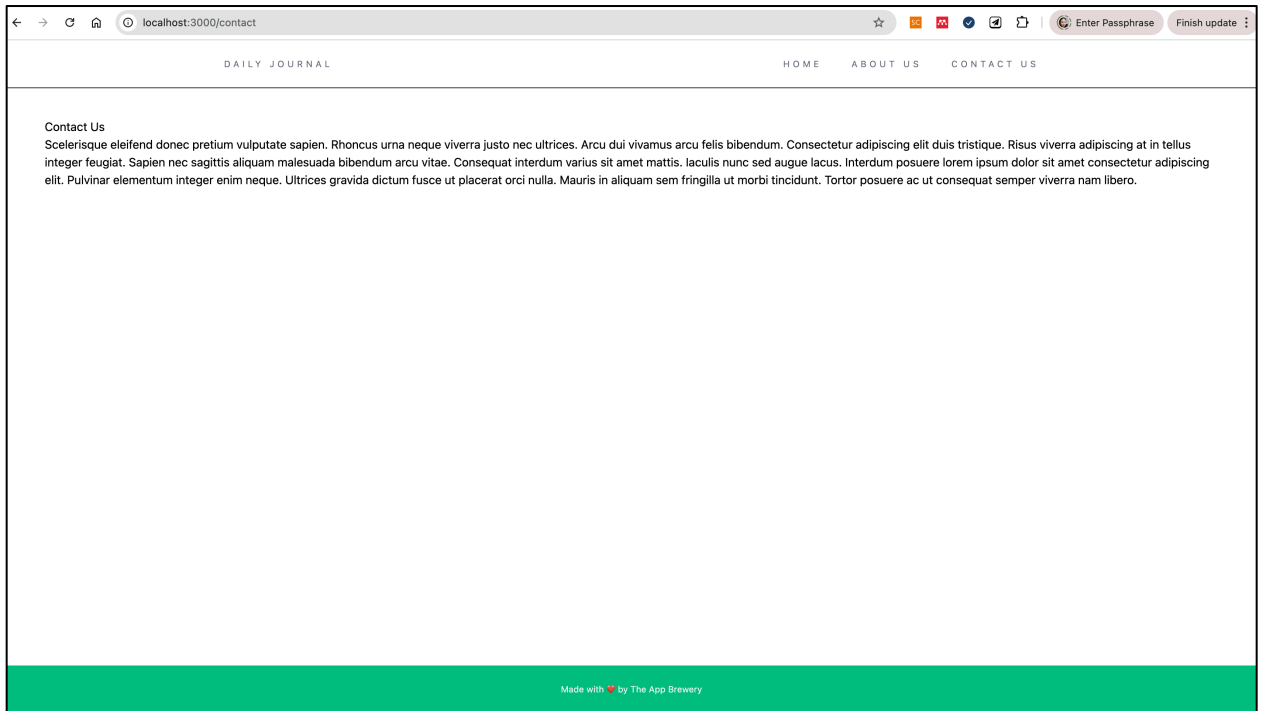 localhost:3000/contact
SC
Enter Passphrase
Finish update
DAILY JOURNAL
HOME
ABOUT US
CONTACT US
Contact Us
Scelerisque eleifend donec pretium vulputate sapien. Rhoncus urna neque viverra justo nec ultrices. Arcu dui vivamus arcu felis bibendum. Consectetur adipiscing elit duis tristique. Risus viverra adipiscing at in tellus
integer feugiat. Sapien nec sagittis aliquam malesuada bibendum arcu vitae. Consequat interdum varius sit amet mattis. Iaculis nunc sed augue lacus. Interdum posuere lorem ipsum dolor sit amet consectetur adipiscing
elit. Pulvinar elementum integer enim neque. Ultrices gravida dictum fusce ut placerat orci nulla. Mauris in aliquam sem fringilla ut morbi tincidunt. Tortor posuere ac ut consequat semper viverra nam libero.
Made with ❤️ by The App Brewery